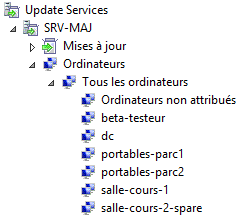 Update Services
SRV-MAJ
Mises à jour
Ordinateurs
Tous les ordinateurs
Ordinateurs non attribués
beta-testeur
dc
portables-parc1
portables-parc2
salle-cours-1
salle-cours-2-spare